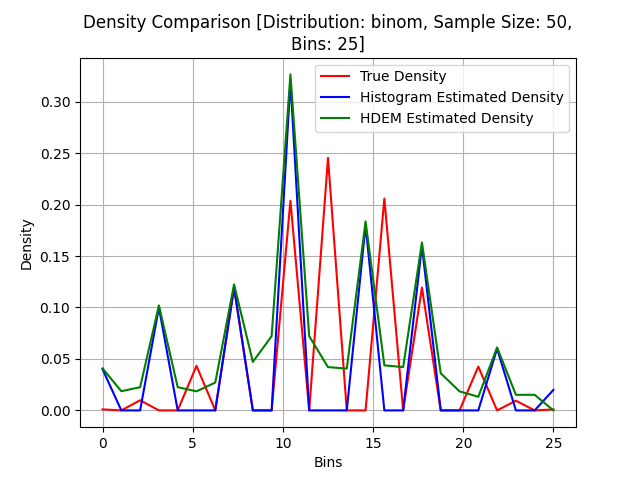 Density Comparison [Distribution: binom, Sample Size: 50,
Bins: 25]
True Density
Histogram Estimated Density
HDEM Estimated Density
Density
0.30
0.25
0.20
0.15
0.10
0.05
0.00
0 5 10 15 20 25
Bins